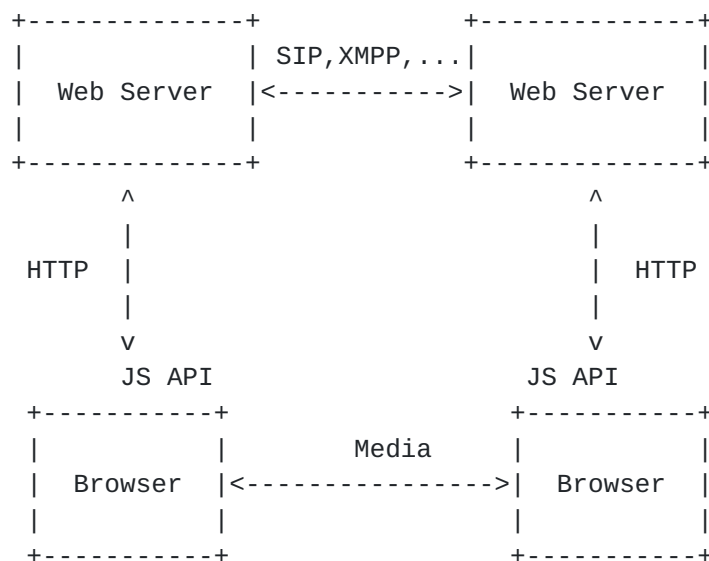 SIP,XMPP,...
Web Server Web Server
HTTP HTTP
JS API JS API
Media
Browser Browser